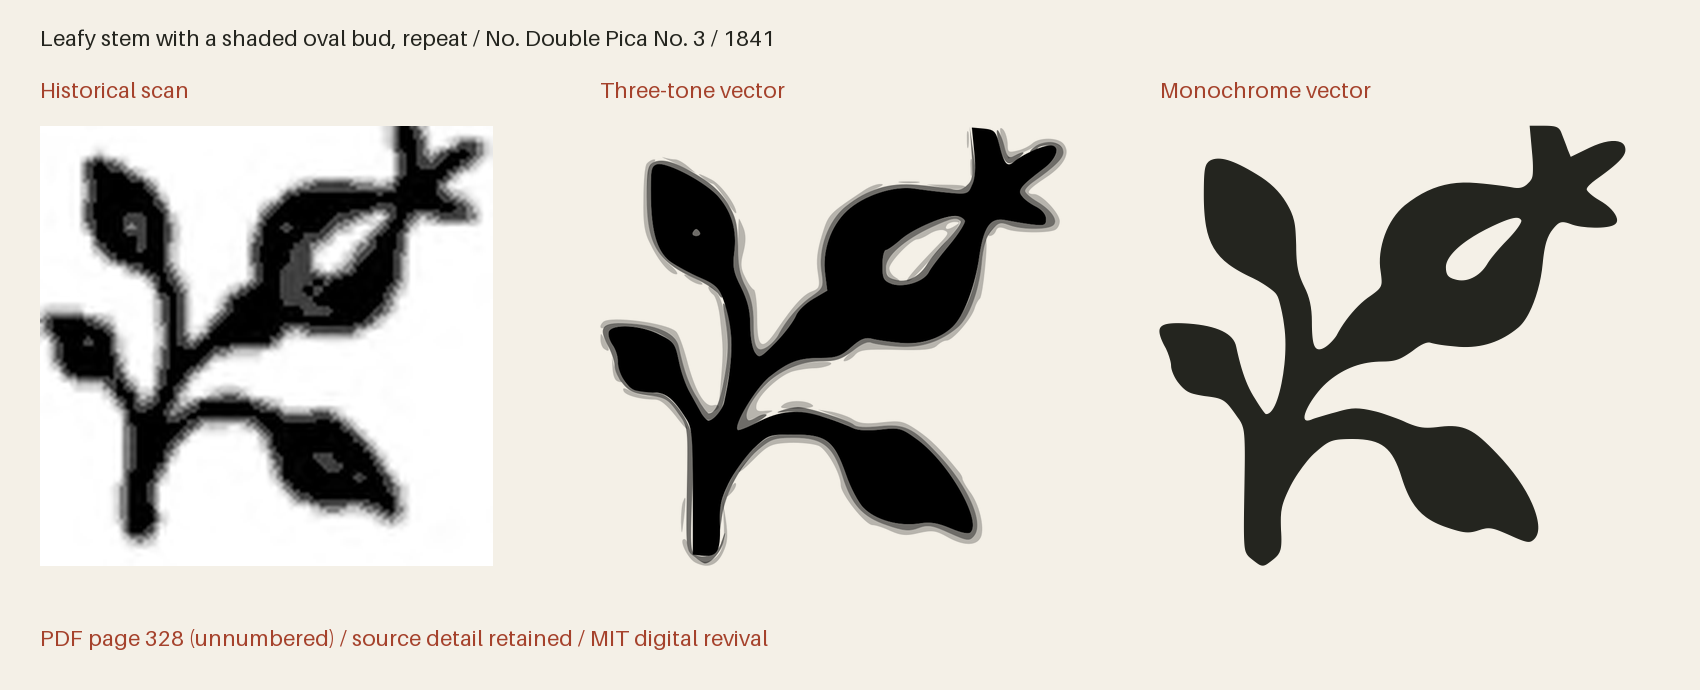 Leafy stem with a shaded oval bud, repeat / No. Double Pica No. 3 / 1841
Historical scan
Three-tone vector
Monochrome vector
PDF page 328 (unnumbered) / source detail retained / MIT digital revival